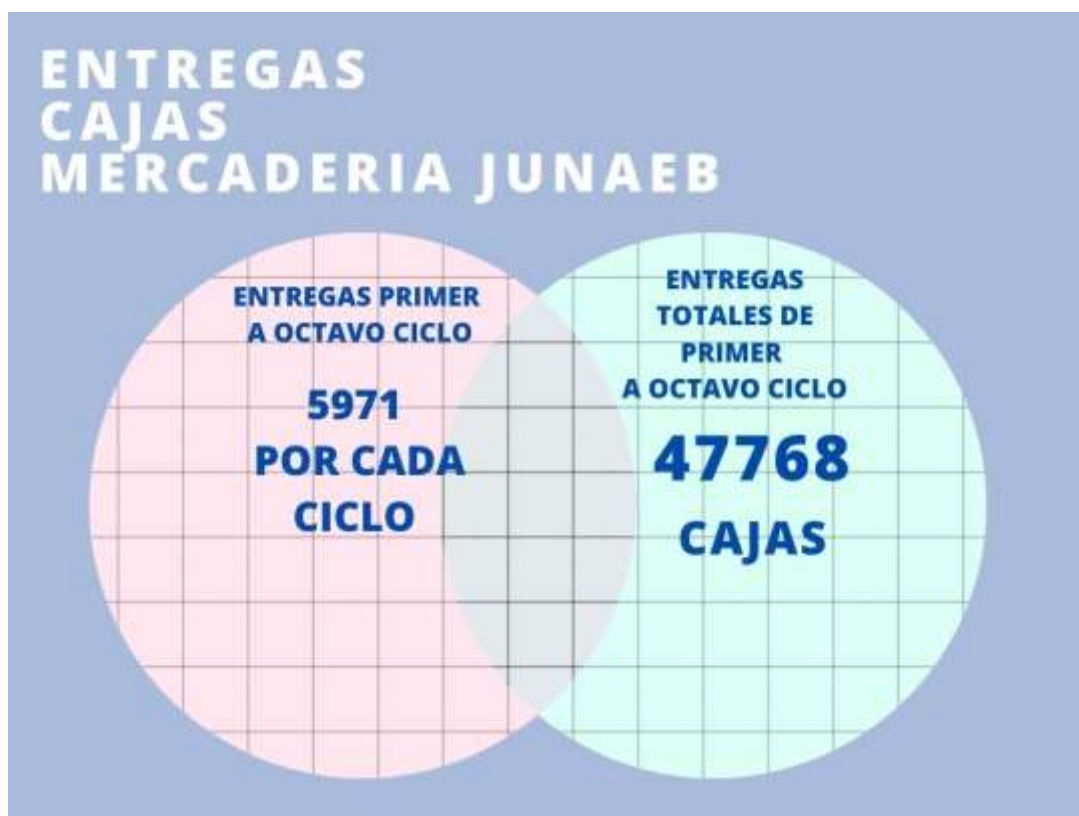 ENTREGAS
CAJAS
MERCADERIA JUNAEB
ENTREGAS PRIMER
A OCTAVO CICLO
5971
POR CADA
CICLO
ENTREGAS
TOTALES DE
PRIMER
A OCTAVO CICLO
47768
CAJAS